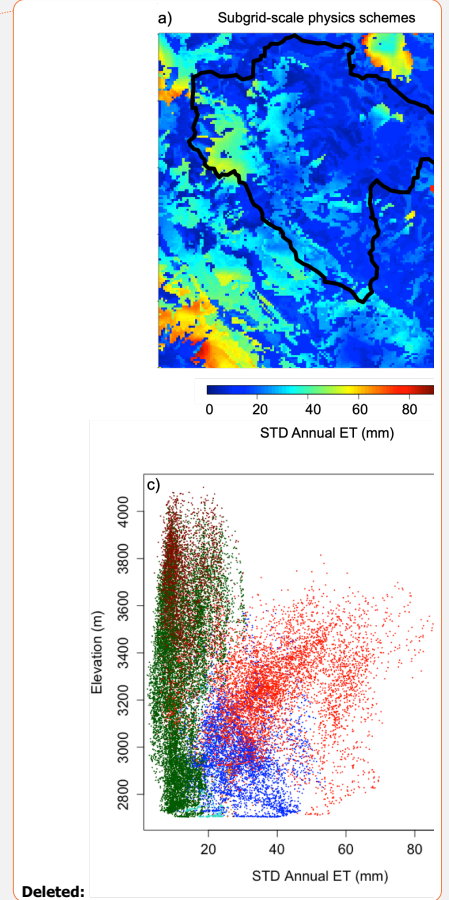 a) Subgrid-scale physics schemes
0 20 40 60 80
STD Annual ET (mm)
c)
4000
3800
3600
3400
3200
3000
2800
Elevation (m)
20 40 60 80
STD Annual ET (mm)
Deleted: